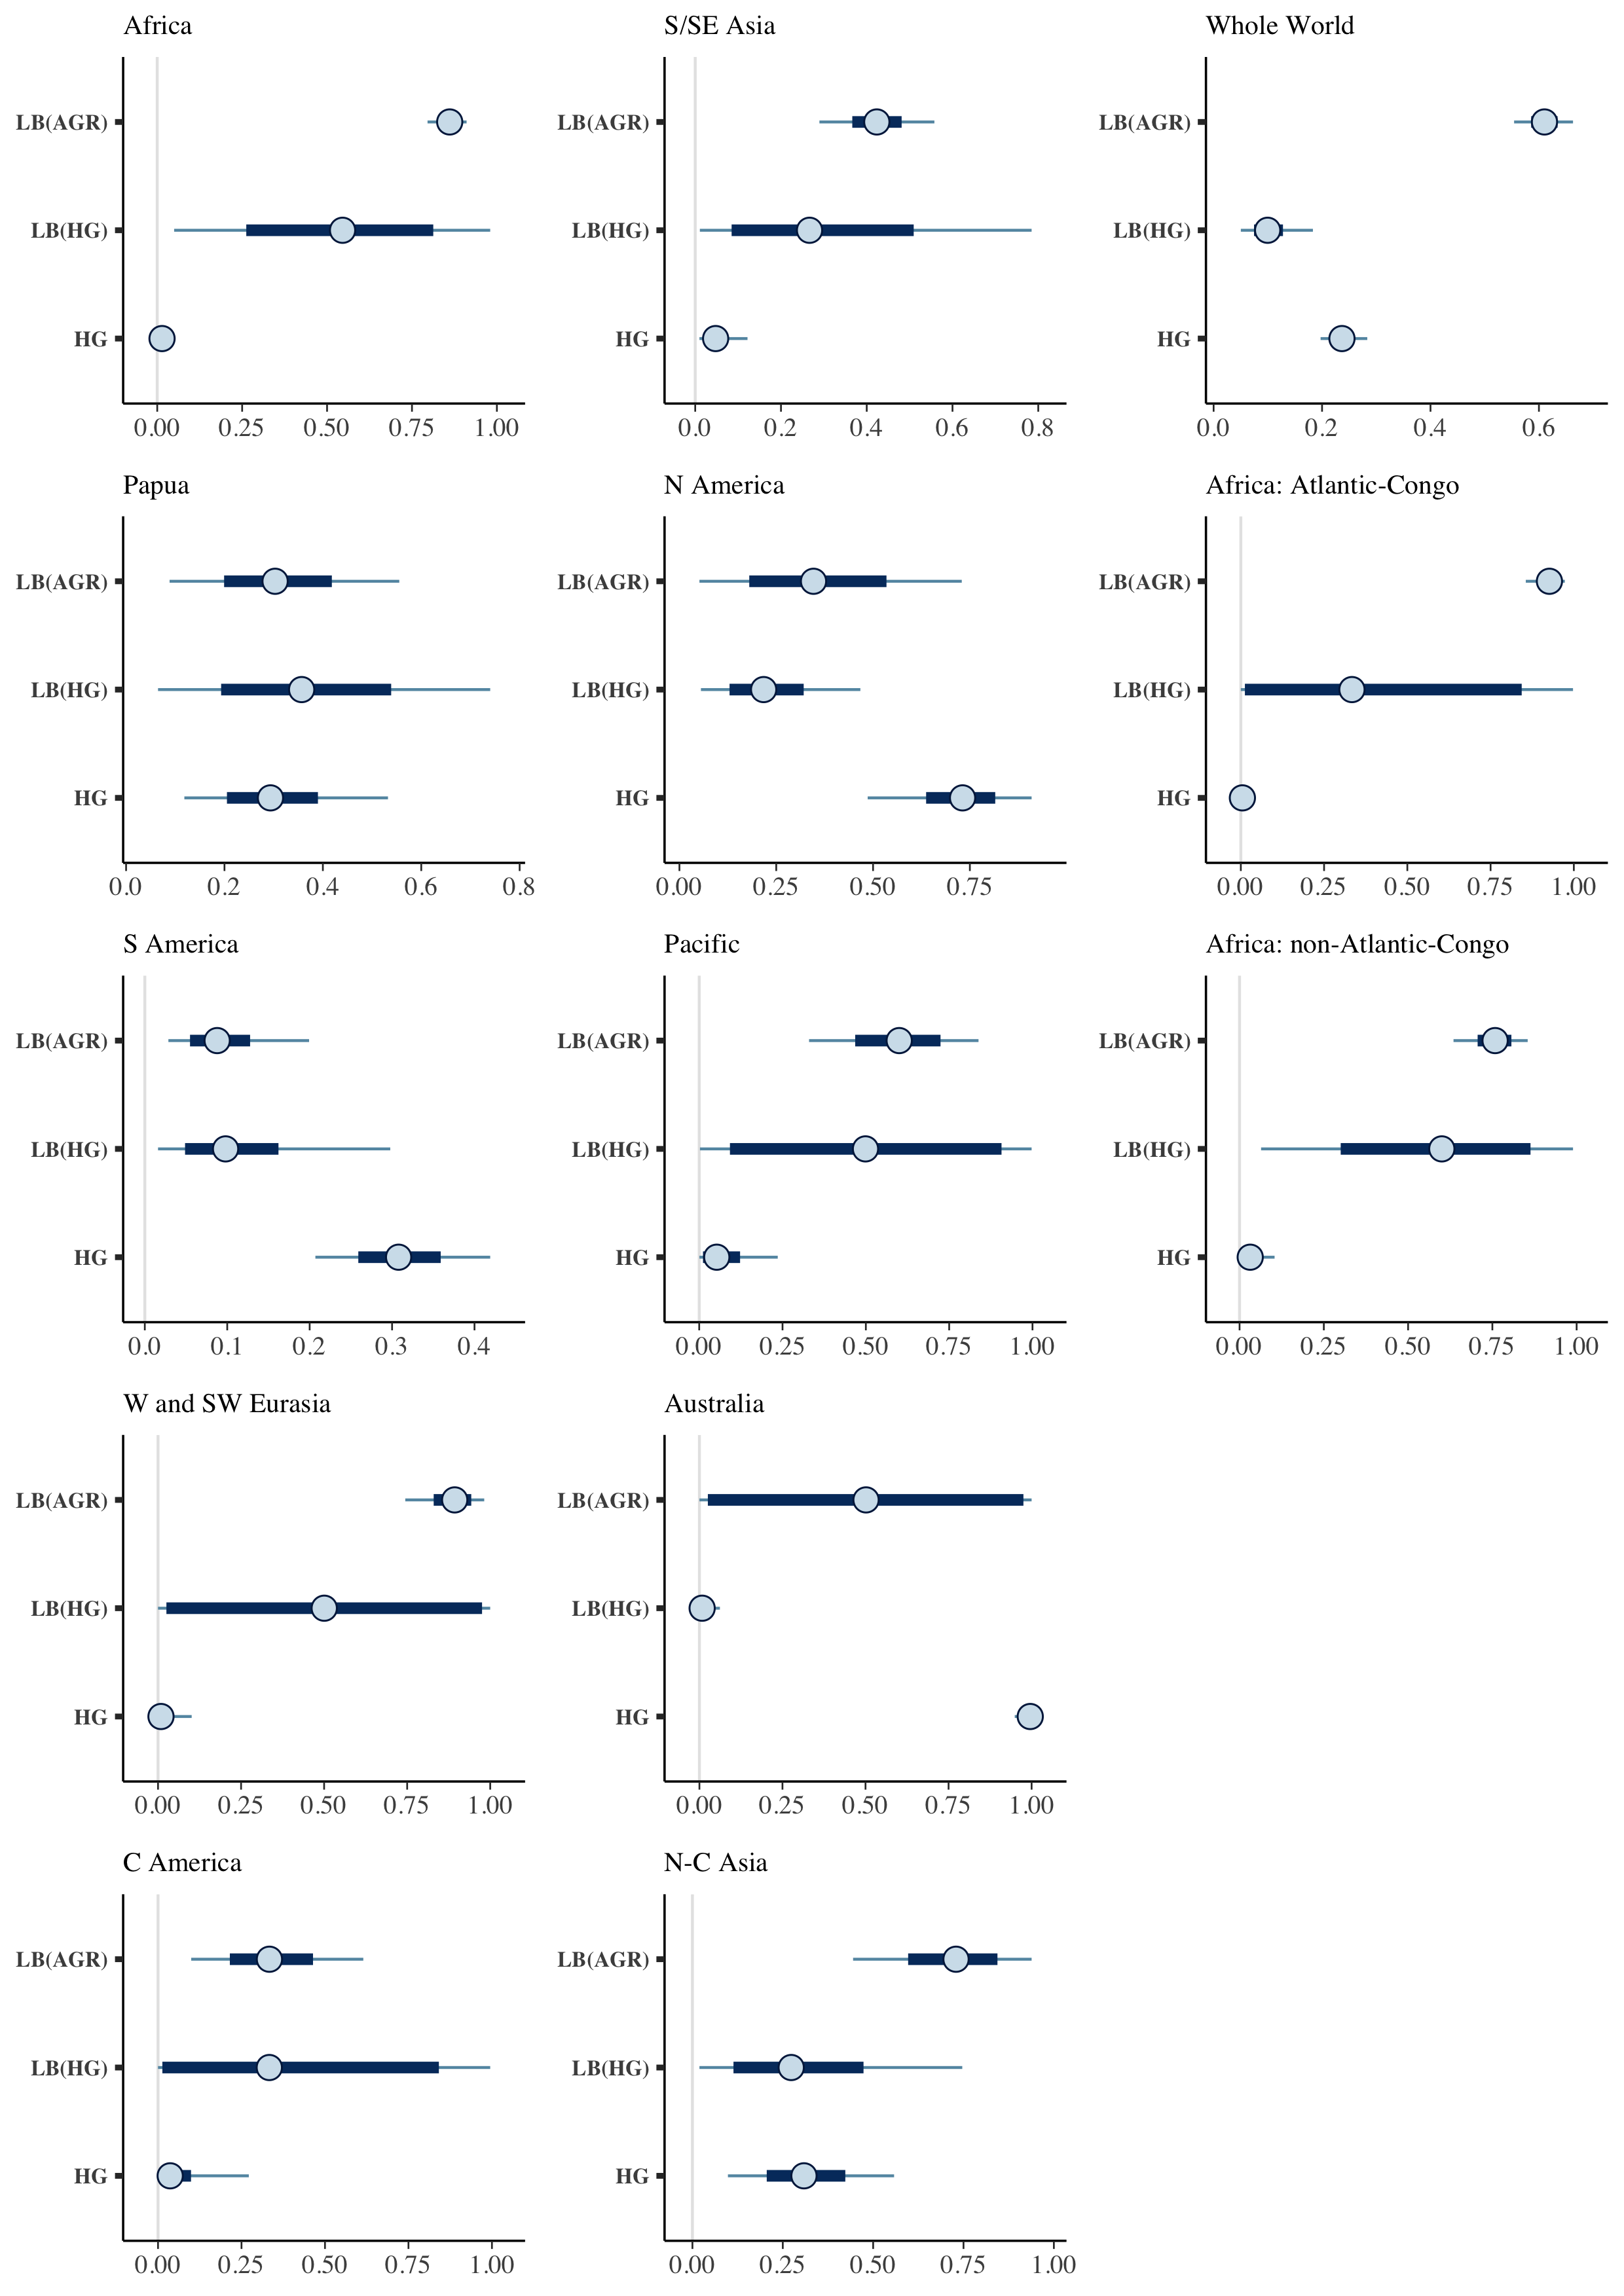 Africa
LB(AGR)
LB(HG)
HG
0.00 0.25 0.50 0.75 1.00
S/SE Asia
LB(AGR)
LB(HG)
HG
0.0 0.2 0.4 0.6 0.8
Whole World
LB(AGR)
LB(HG)
HG
0.0 0.2 0.4 0.6
Papua
LB(AGR)
LB(HG)
HG
0.0 0.2 0.4 0.6 0.8
N America
LB(AGR)
LB(HG)
HG
0.00 0.25 0.50 0.75
Africa: Atlantic-Congo
LB(AGR)
LB(HG)
HG
0.00 0.25 0.50 0.75 1.00
S America
LB(AGR)
LB(HG)
HG
0.0 0.1 0.2 0.3 0.4
Pacific
LB(AGR)
LB(HG)
HG
0.00 0.25 0.50 0.75 1.00
Africa: non-Atlantic-Congo
LB(AGR)
LB(HG)
HG
0.00 0.25 0.50 0.75 1.00
W and SW Eurasia
LB(AGR)
LB(HG)
HG
0.00 0.25 0.50 0.75 1.00
Australia
LB(AGR)
LB(HG)
HG
0.00 0.25 0.50 0.75 1.00
C America
LB(AGR)
LB(HG)
HG
0.00 0.25 0.50 0.75 1.00
N-C Asia
LB(AGR)
LB(HG)
HG
0.00 0.25 0.50 0.75 1.00